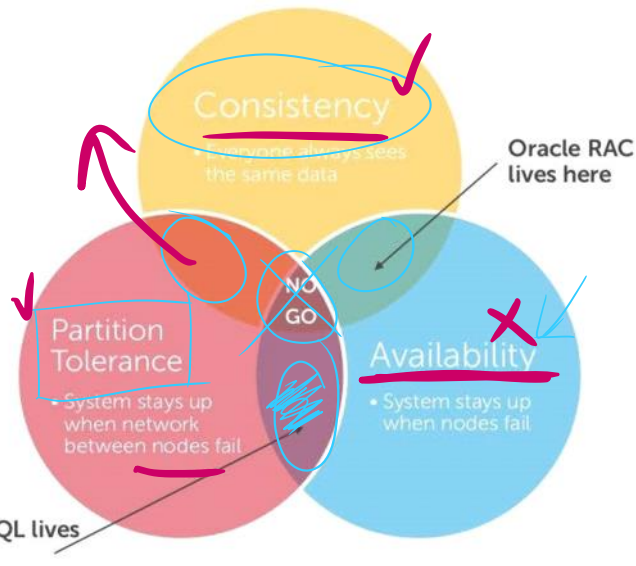 Consistency
• Everyone always sees
the same data
Oracle RAC
lives here
NO
GO
Partition
Tolerance
• System stays up
when network
between nodes fail
Availability
• System stays up
when nodes fail
QL lives